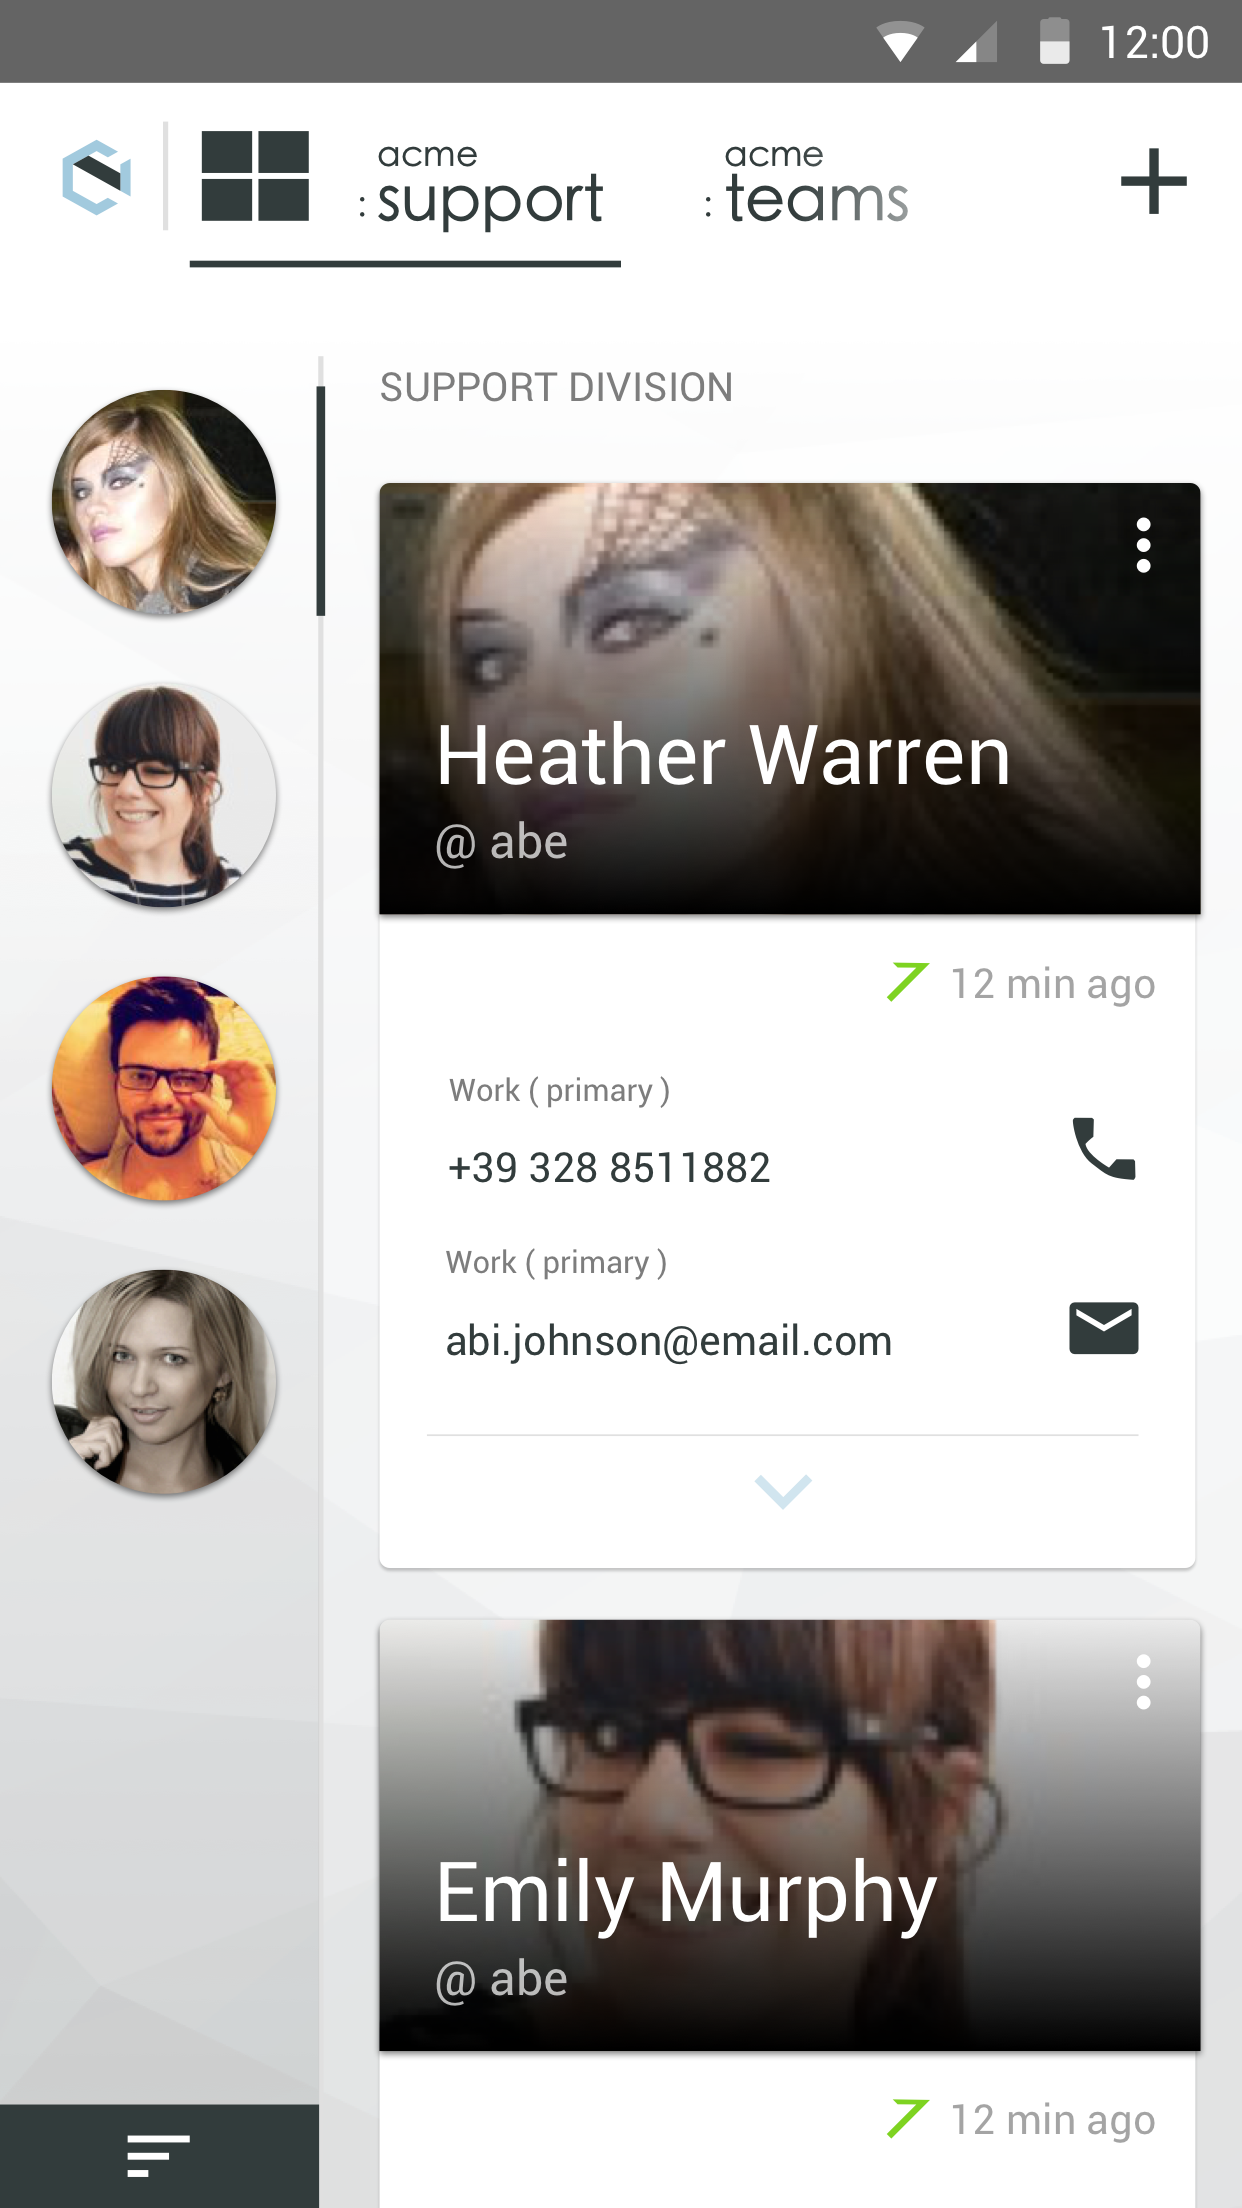 12:00
acme
: support
acme
: teams
SUPPORT DIVISION
Heather Warren
@ abe
12 min ago
Work ( primary )
+39 328 8511882
Work ( primary )
abi.johnson@email.com
Emily Murphy
@ abe
12 min ago